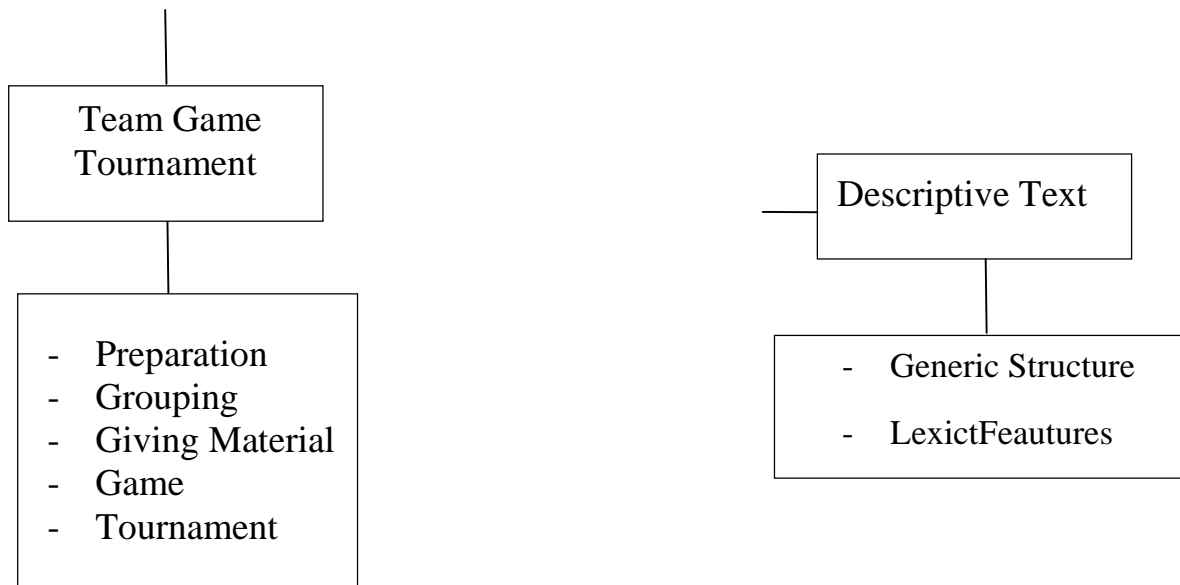 Team Game
Tournament
- Preparation
- Grouping
- Giving Material
- Game
- Tournament
Descriptive Text
- Generic Structure
- LexictFeautures